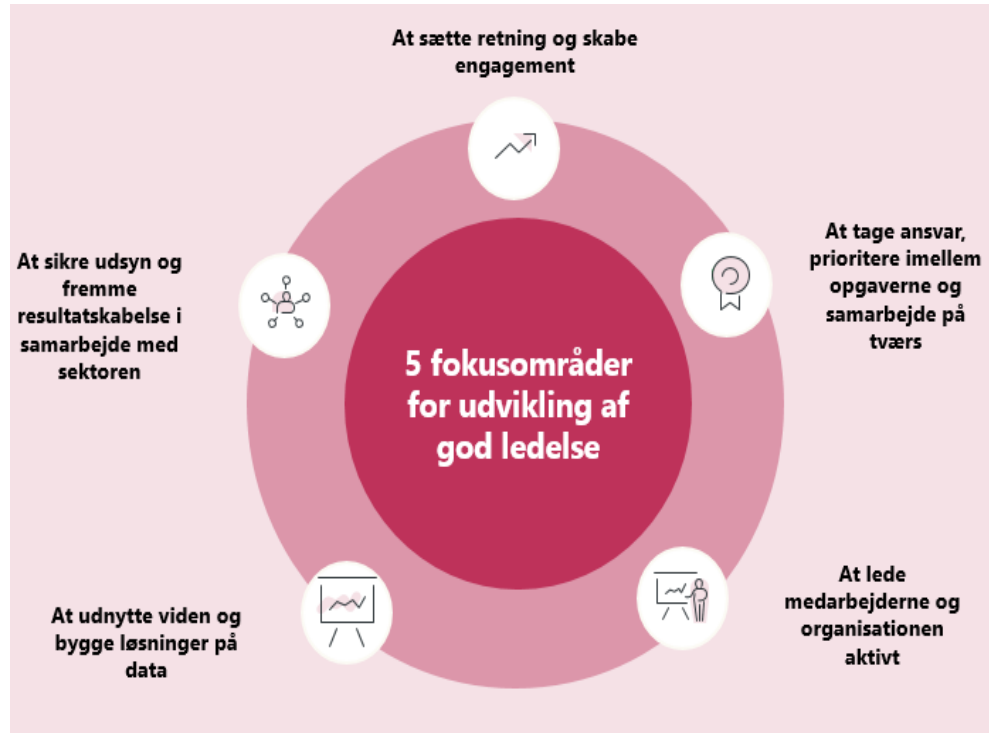 At sætte retning og skabe
engagement
At tage ansvar,
prioritere imellem
opgaverne og
samarbejde på
tværs
At sikre udsyn og
fremme
resultatskabelse i
samarbejde med
sektoren
5 fokusområder
for udvikling af
god ledelse
At lede
medarbejderne og
organisationen
aktivt
At udnytte viden og
bygge løsninger på
data